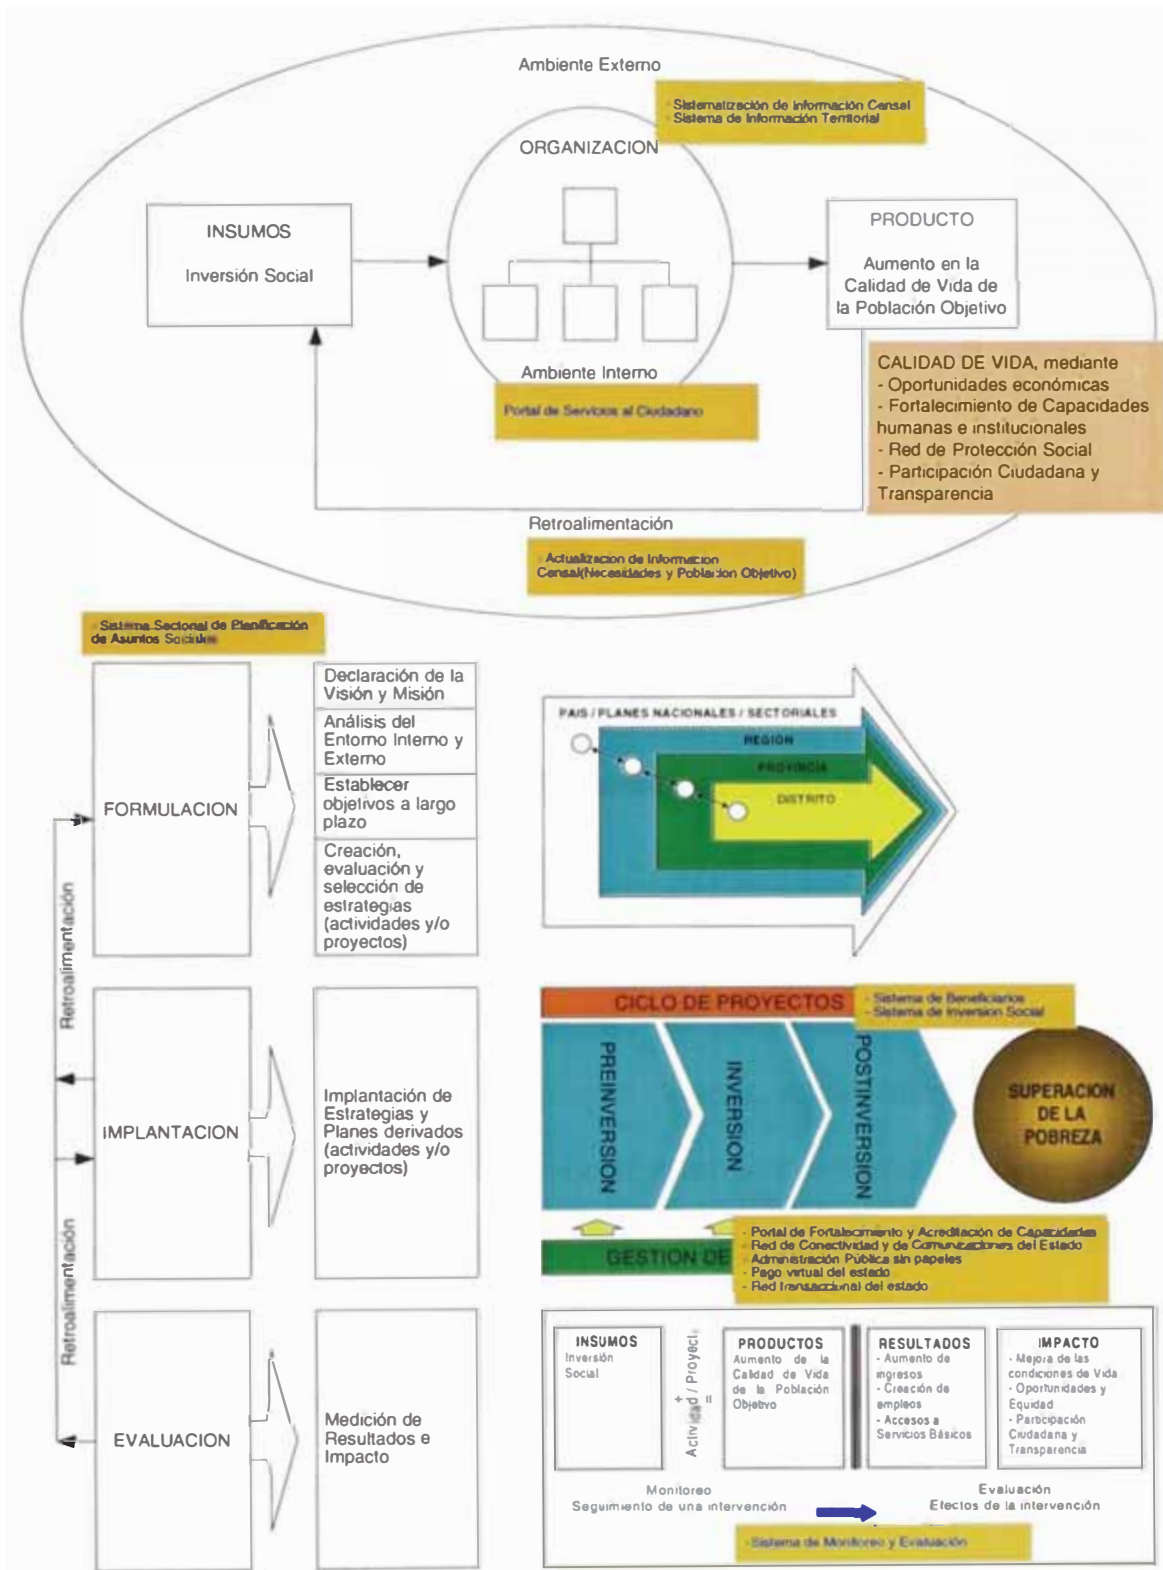 Ambiente Externo
- Sistematización de Información Censal
- Sistema de Información Territorial
ORGANIZACION
INSUMOS
Inversión Social
PRODUCTO
Aumento en la
Calidad de Vida de
la Población Objetivo
Ambiente Interno
Portal de Servicios al Ciudadano
CALIDAD DE VIDA, mediante
- Oportunidades económicas
- Fortalecimiento de Capacidades
humanas e institucionales
- Red de Protección Social
- Participación Ciudadana y
Transparencia
Retroalimentación
- Actualización de Informacion
Censal(Necesidades y Poblacion Objetivo)
- Sistema Sectorial de Planificación
de Asuntos Sociales
FORMULACION
Declaración de la
Visión y Misión
Análisis del
Entorno Interno y
Externo
Establecer
objetivos a largo
plazo
Creación,
evaluación y
selección de
estrategias
(actividades y/o
proyectos)
PAIS / PLANES NACIONALES / SECTORIALES
REGION
PROVINCIA
DISTRITO
Retroalimentación
IMPLANTACION
Implantación de
Estrategias y
Planes derivados
(actividades y/o
proyectos)
CICLO DE PROYECTOS
- Sistema de Beneficiarios
- Sistema de Inversion Social
PREINVERSION
INVERSION
POSTINVERSION
SUPERACION
DE LA
POBREZA
GESTION DE
- Portal de Fortalecimiento y Acreditación de Capacidades
- Red de Conectividad y de Comunicaciones del Estado
- Administración Pública sin papeles
- Pago virtual del estado
- Red transaccional del estado
Retroalimentación
EVALUACION
Medición de
Resultados e
Impacto
INSUMOS
Inversión
Social
+
Actividad / Proyect
=
PRODUCTOS
Aumento de la
Calidad de Vida
de la Población
Objetivo
RESULTADOS
- Aumento de
ingresos
- Creación de
empleos
- Accesos a
Servicios Básicos
IMPACTO
- Mejora de las
condiciones de Vida
- Oportunidades y
Equidad
- Participación
Ciudadana y
Transparencia
Monitoreo
Seguimiento de una intervención
Evaluación
Efectos de la intervención
- Sistema de Monitoreo y Evaluación